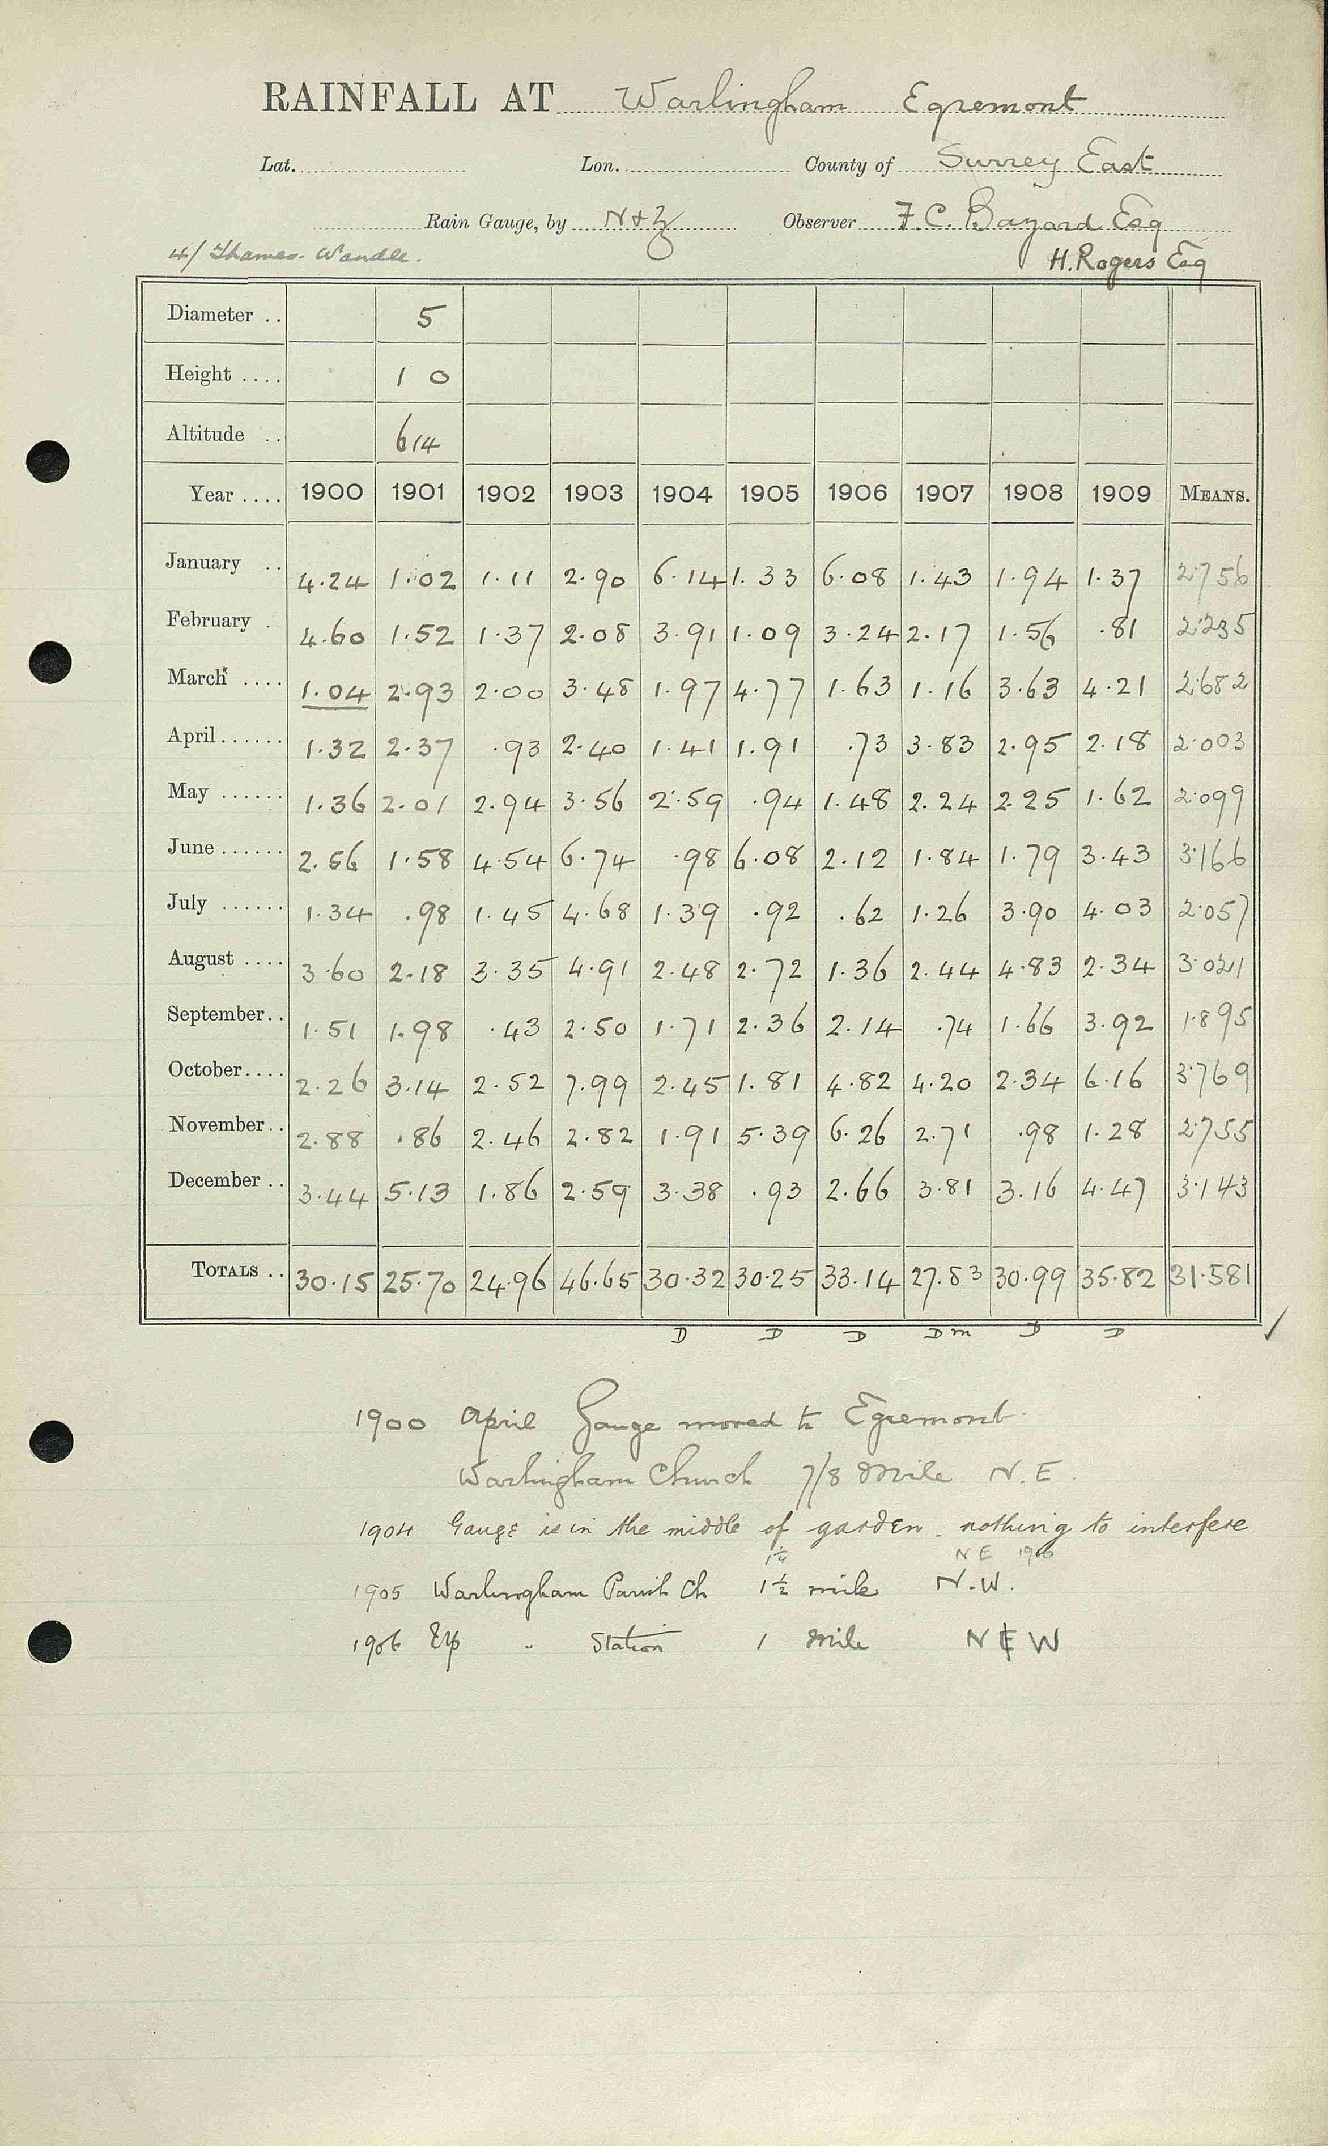 RAINFALL AT Warlingham Egremont
Lat. Lon. County of Surrey East
Rain Gauge, by N & Z Observer F.C. Bayard Esq
4/ Thames. Wandle. H. Rogers Esq
Diameter .. 5
Height .... 1 0
Altitude .. 614
Year .... 1900 1901 1902 1903 1904 1905 1906 1907 1908 1909 MEANS.
January .. 4.24 1.02 1.11 2.90 6.14 1.33 6.08 1.43 1.94 1.37 2.756
February . 4.60 1.52 1.37 2.08 3.91 1.09 3.24 2.17 1.56 .81 2.235
March .... 1.04 2.93 2.00 3.48 1.97 4.77 1.63 1.16 3.63 4.21 2.682
April...... 1.32 2.37 .93 2.40 1.41 1.91 .73 3.83 2.95 2.18 2.003
May ...... 1.36 2.01 2.94 3.56 2.59 .94 1.48 2.24 2.25 1.62 2.099
June ...... 2.56 1.58 4.54 6.74 .98 6.08 2.12 1.84 1.79 3.43 3.166
July ...... 1.34 .98 1.45 4.68 1.39 .92 .62 1.26 3.90 4.03 2.057
August .... 3.60 2.18 3.35 4.91 2.48 2.72 1.36 2.44 4.83 2.34 3.021
September.. 1.51 1.98 .43 2.50 1.71 2.36 2.14 .74 1.66 3.92 1.895
October.... 2.26 3.14 2.52 7.99 2.45 1.81 4.82 4.20 2.34 6.16 3.769
November.. 2.88 .86 2.46 2.82 1.91 5.39 6.26 2.71 .98 1.28 2.755
December .. 3.44 5.13 1.86 2.59 3.38 .93 2.66 3.81 3.16 4.47 3.143
TOTALS .. 30.15 25.70 24.96 46.65 30.32 30.25 33.14 27.83 30.99 35.82 31.581
D D D Dm D D
1900 April Gauge moved to Egremont
Warlingham Church 7/8 Mile N.E.
1904 Gauge is in the middle of garden. nothing to interfere
1¼ NE 1906
1905 Warlingham Parish Ch 1½ mile N.W.
1906 Up " Station 1 Mile N E W